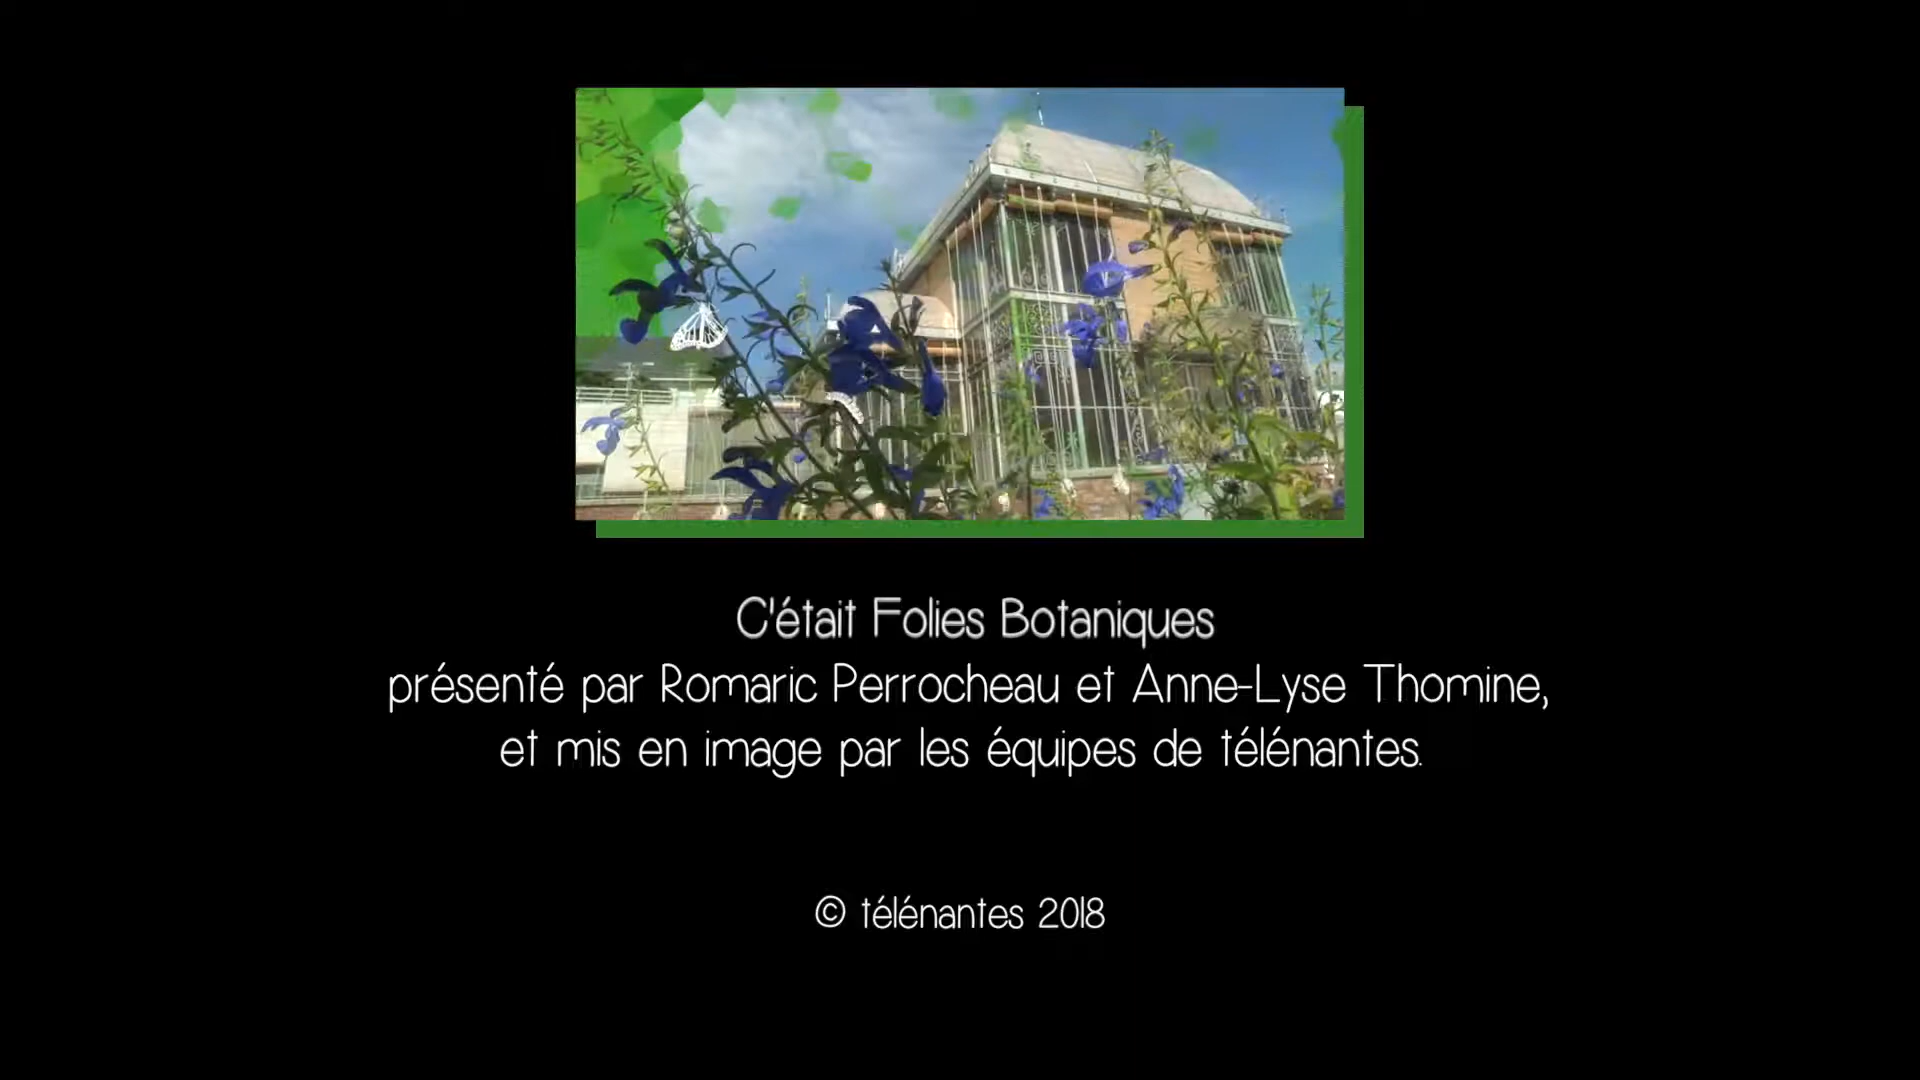 C'était Folies Botaniques
présenté par Romaric Perrocheau et Anne-Lyse Thomine,
et mis en image par les équipes de télénantes.
© télénantes 2018